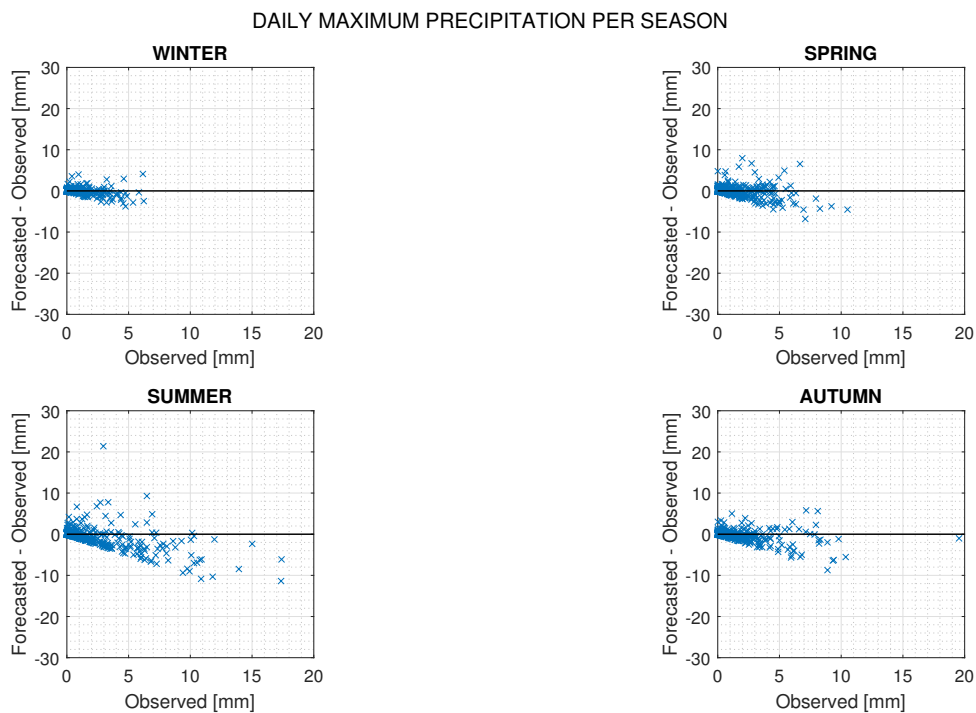 DAILY MAXIMUM PRECIPITATION PER SEASON
WINTER
Forecasted - Observed [mm]
30
20
10
0
-10
-20
-30
0 5 10 15 20
Observed [mm]
SPRING
Forecasted - Observed [mm]
30
20
10
0
-10
-20
-30
0 5 10 15 20
Observed [mm]
SUMMER
Forecasted - Observed [mm]
30
20
10
0
-10
-20
-30
0 5 10 15 20
Observed [mm]
AUTUMN
Forecasted - Observed [mm]
30
20
10
0
-10
-20
-30
0 5 10 15 20
Observed [mm]